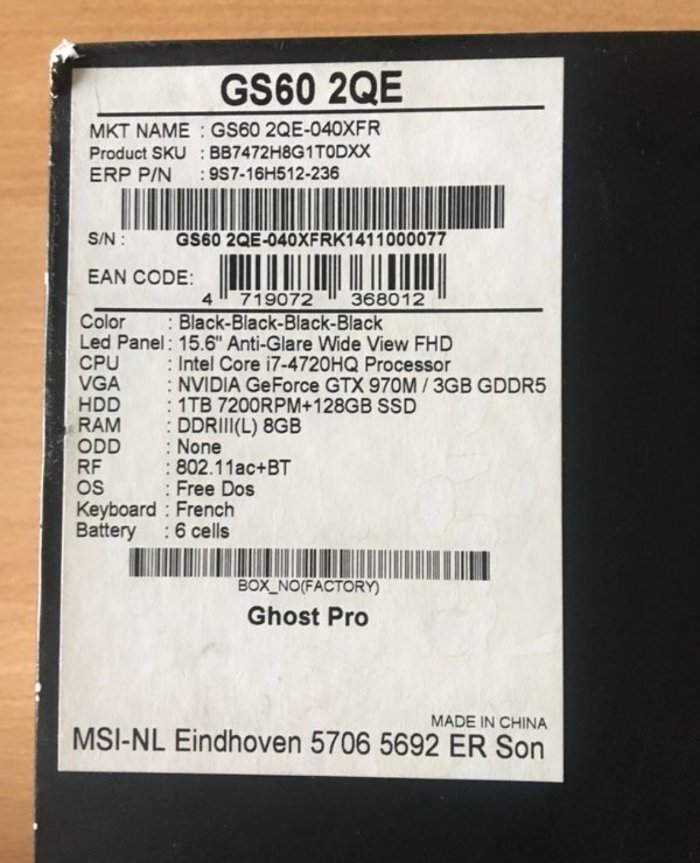 GS60 2QE
MKT NAME : GS60 2QE-040XFR
Product SKU : BB7472H8G1T0DXX
ERP P/N : 9S7-16H512-236
S/N : GS60 2QE-040XFRK1411000077
EAN CODE:
4 719072 368012
Color : Black-Black-Black-Black
Led Panel : 15.6" Anti-Glare Wide View FHD
CPU : Intel Core i7-4720HQ Processor
VGA : NVIDIA GeForce GTX 970M / 3GB GDDR5
HDD : 1TB 7200RPM+128GB SSD
RAM : DDRIII(L) 8GB
ODD : None
RF : 802.11ac+BT
OS : Free Dos
Keyboard : French
Battery : 6 cells
BOX_NO(FACTORY)
Ghost Pro
MADE IN CHINA
MSI-NL Eindhoven 5706 5692 ER Son